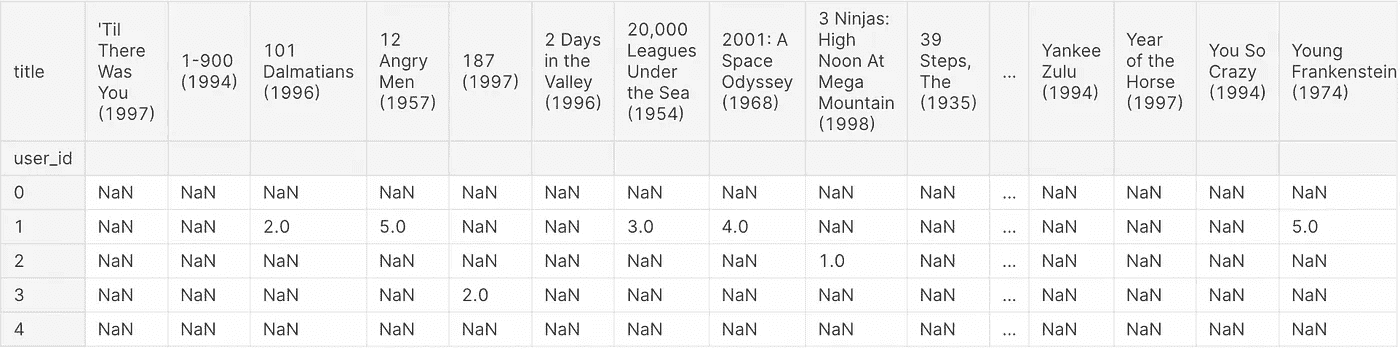 title 'Til There Was You (1997) 1-900 (1994) 101 Dalmatians (1996) 12 Angry Men (1957) 187 (1997) 2 Days in the Valley (1996) 20,000 Leagues Under the Sea (1954) 2001: A Space Odyssey (1968) 3 Ninjas: High Noon At Mega Mountain (1998) 39 Steps, The (1935) ... Yankee Zulu (1994) Year of the Horse (1997) You So Crazy (1994) Young Frankenstein (1974)
user_id
0 NaN NaN NaN NaN NaN NaN NaN NaN NaN NaN ... NaN NaN NaN NaN
1 NaN NaN 2.0 5.0 NaN NaN 3.0 4.0 NaN NaN ... NaN NaN NaN 5.0
2 NaN NaN NaN NaN NaN NaN NaN NaN 1.0 NaN ... NaN NaN NaN NaN
3 NaN NaN NaN NaN 2.0 NaN NaN NaN NaN NaN ... NaN NaN NaN NaN
4 NaN NaN NaN NaN NaN NaN NaN NaN NaN NaN ... NaN NaN NaN NaN